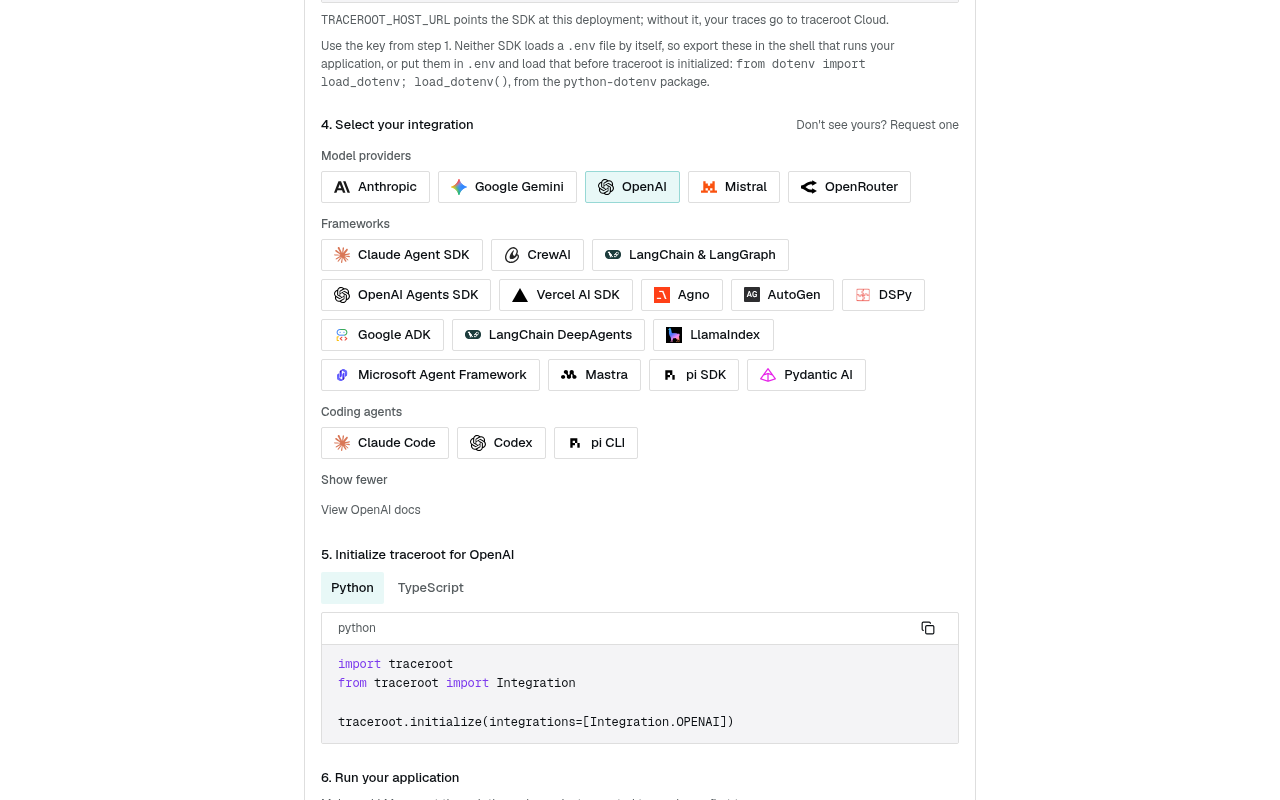 TRACEROOT_HOST_URL points the SDK at this deployment; without it, your traces go to traceroot Cloud.
Use the key from step 1. Neither SDK loads a .env file by itself, so export these in the shell that runs your
application, or put them in .env and load that before traceroot is initialized: from dotenv import
load_dotenv; load_dotenv(), from the python-dotenv package.
4. Select your integration
Don't see yours? Request one
Model providers
Anthropic
Google Gemini
OpenAI
Mistral
OpenRouter
Frameworks
Claude Agent SDK
CrewAI
LangChain & LangGraph
OpenAI Agents SDK
Vercel AI SDK
Agno
AG AutoGen
DSPy
Google ADK
LangChain DeepAgents
LlamaIndex
Microsoft Agent Framework
Mastra
pi SDK
Pydantic AI
Coding agents
Claude Code
Codex
pi CLI
Show fewer
View OpenAI docs
5. Initialize traceroot for OpenAI
Python
TypeScript
python
import traceroot
from traceroot import Integration
traceroot.initialize(integrations=[Integration.OPENAI])
6. Run your application